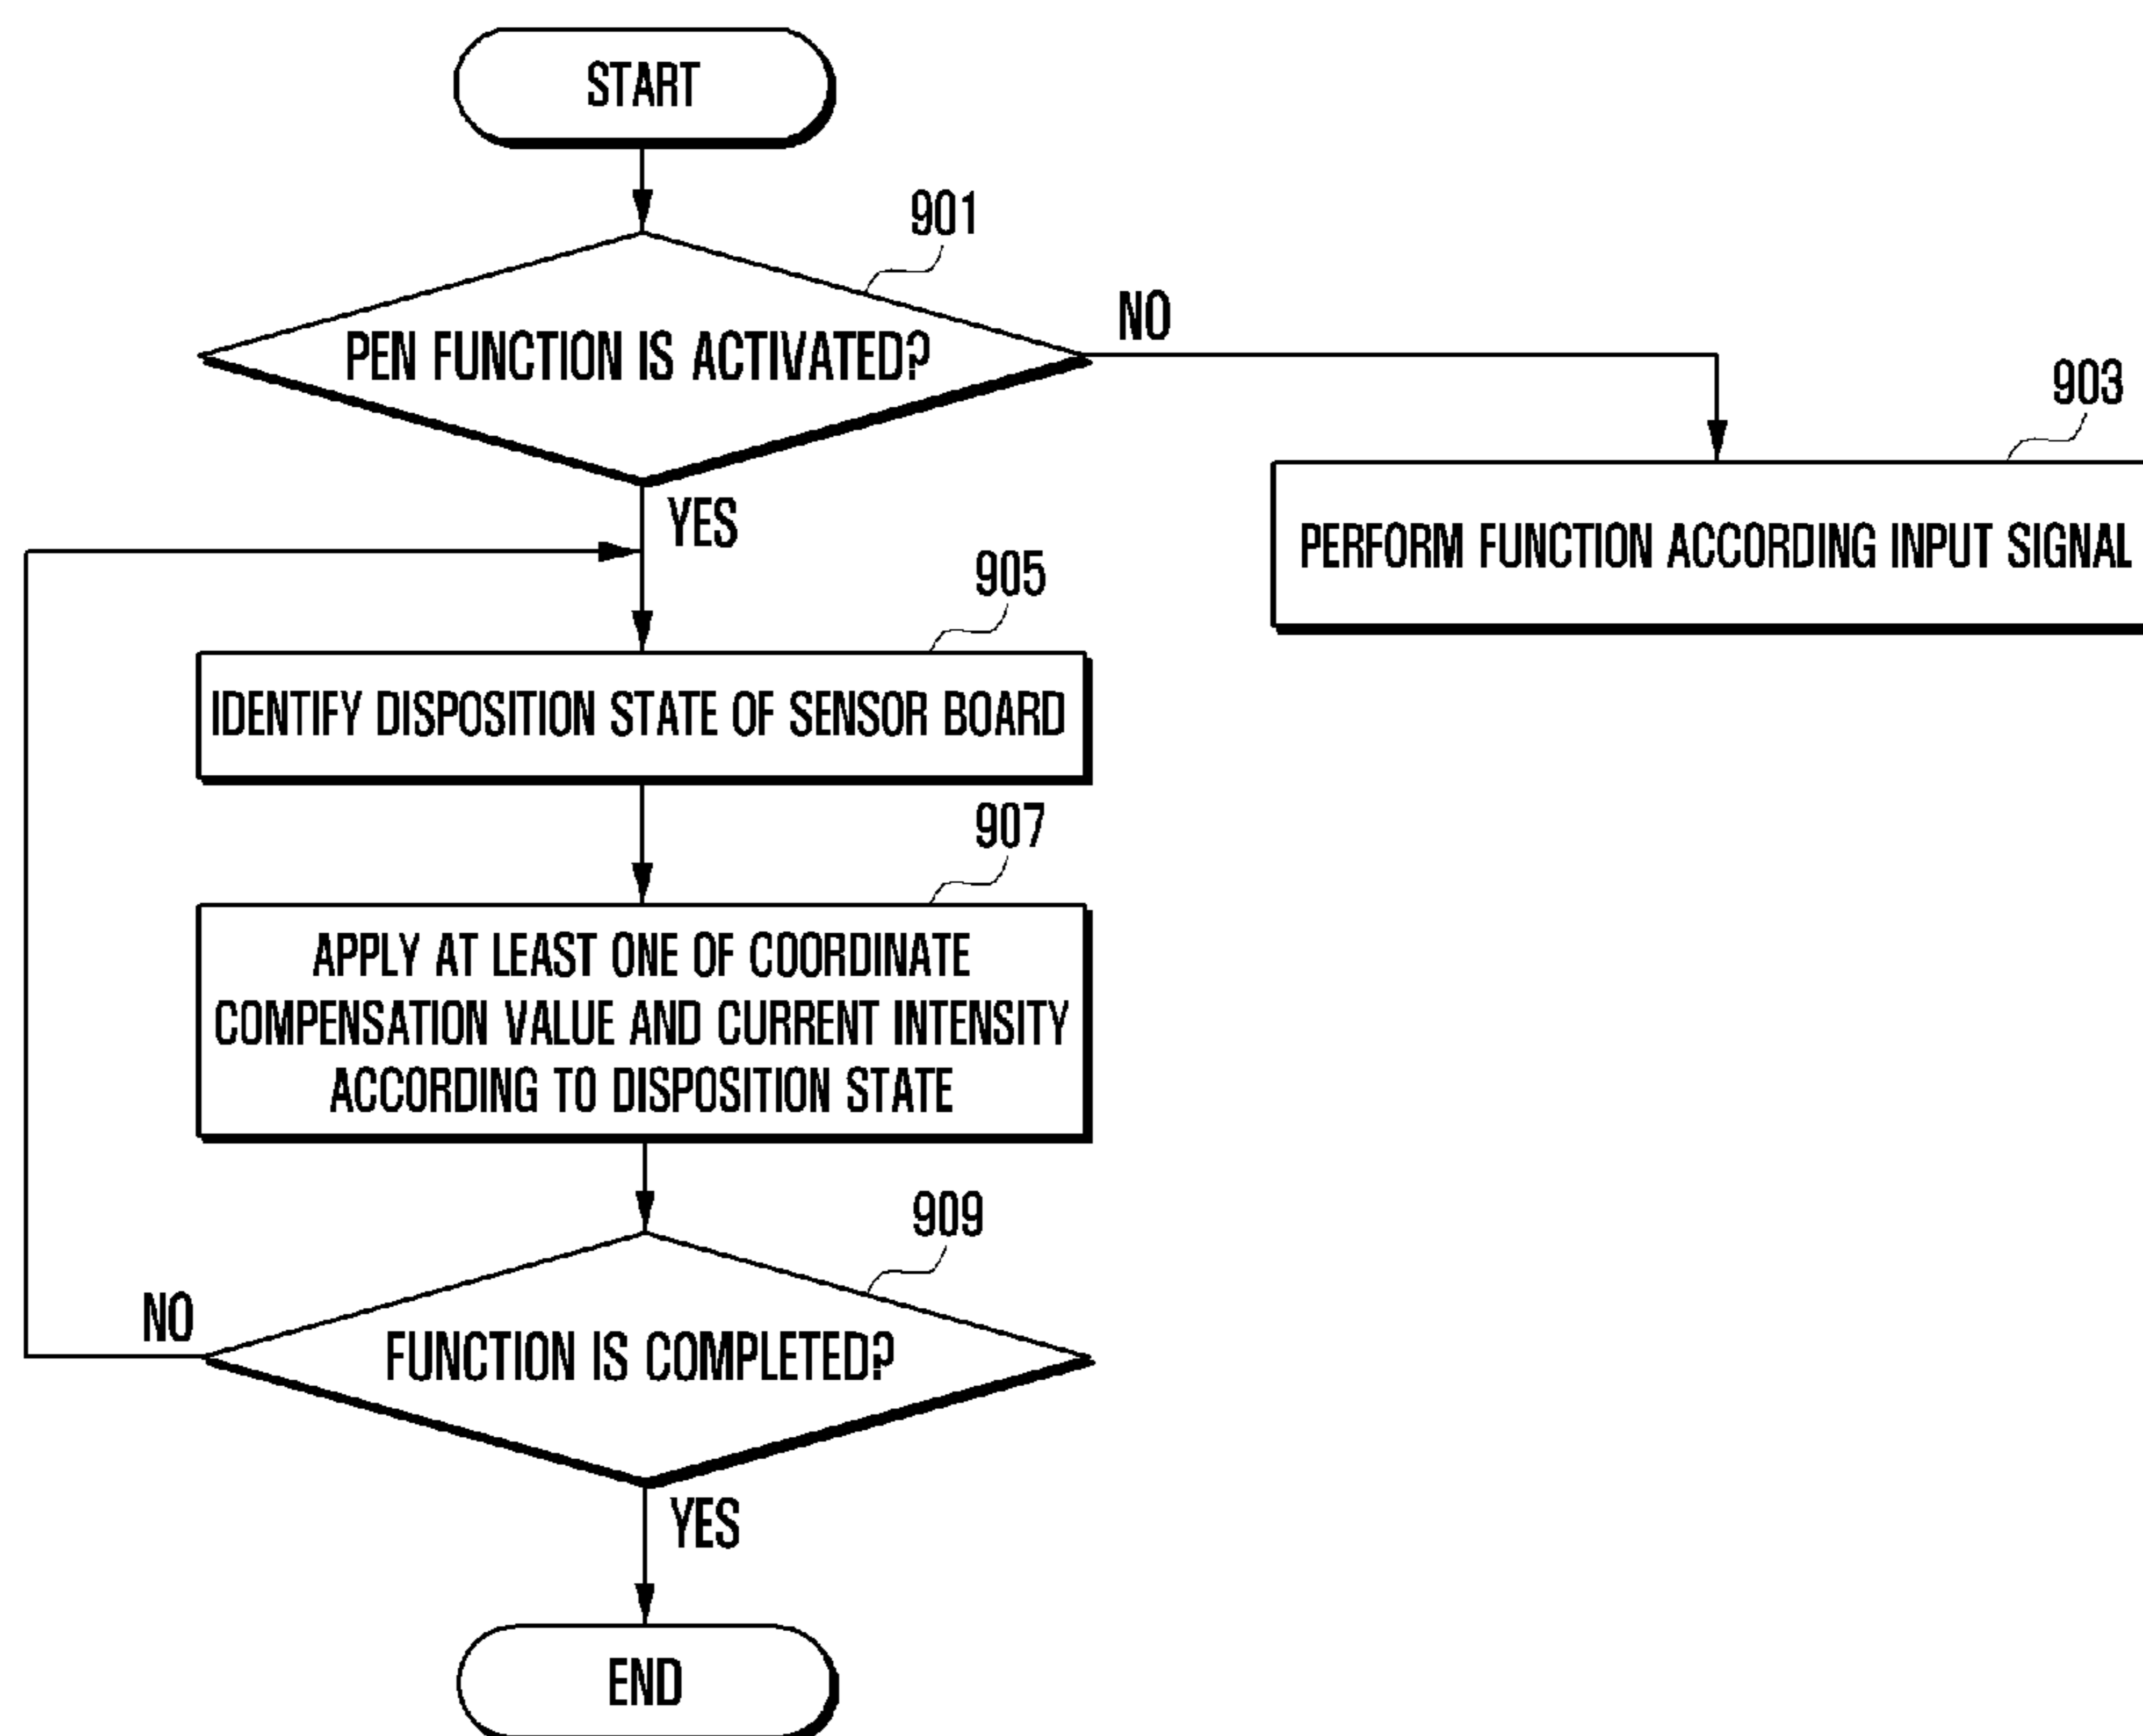 START
901
PEN FUNCTION IS ACTIVATED?
NO
903
PERFORM FUNCTION ACCORDING INPUT SIGNAL
YES
905
IDENTIFY DISPOSITION STATE OF SENSOR BOARD
907
APPLY AT LEAST ONE OF COORDINATE
COMPENSATION VALUE AND CURRENT INTENSITY
ACCORDING TO DISPOSITION STATE
909
NO
FUNCTION IS COMPLETED?
YES
END